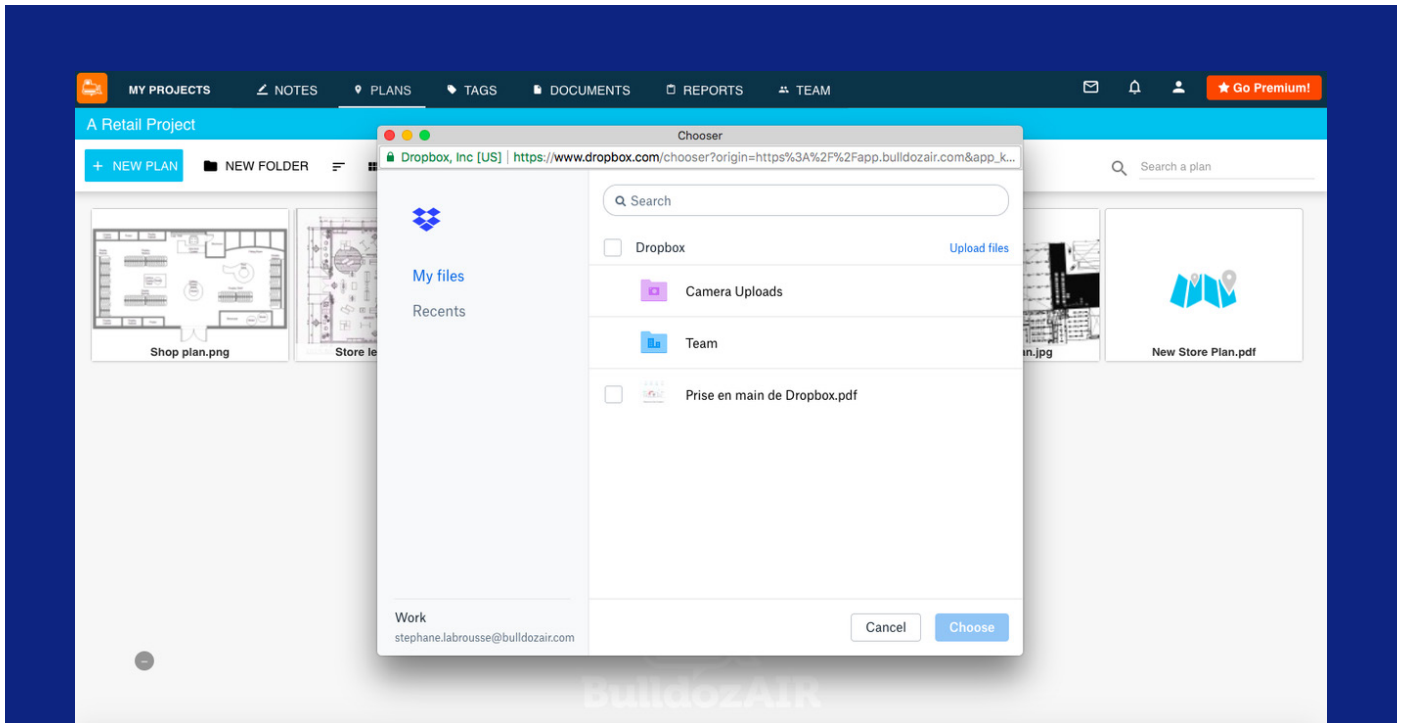 MY PROJECTS NOTES PLANS TAGS DOCUMENTS REPORTS TEAM Go Premium!
A Retail Project
Chooser
Dropbox, Inc [US] | https://www.dropbox.com/chooser?origin=https%3A%2F%2Fapp.bulldozair.com&app_k...
+ NEW PLAN NEW FOLDER Search a plan
Search
Dropbox Upload files
My files
Camera Uploads
Recents
Team
Shop plan.png Store le an.jpg New Store Plan.pdf
Prise en main de Dropbox.pdf
Work
stephane.labrousse@bulldozair.com
Cancel Choose
BulldozAIR